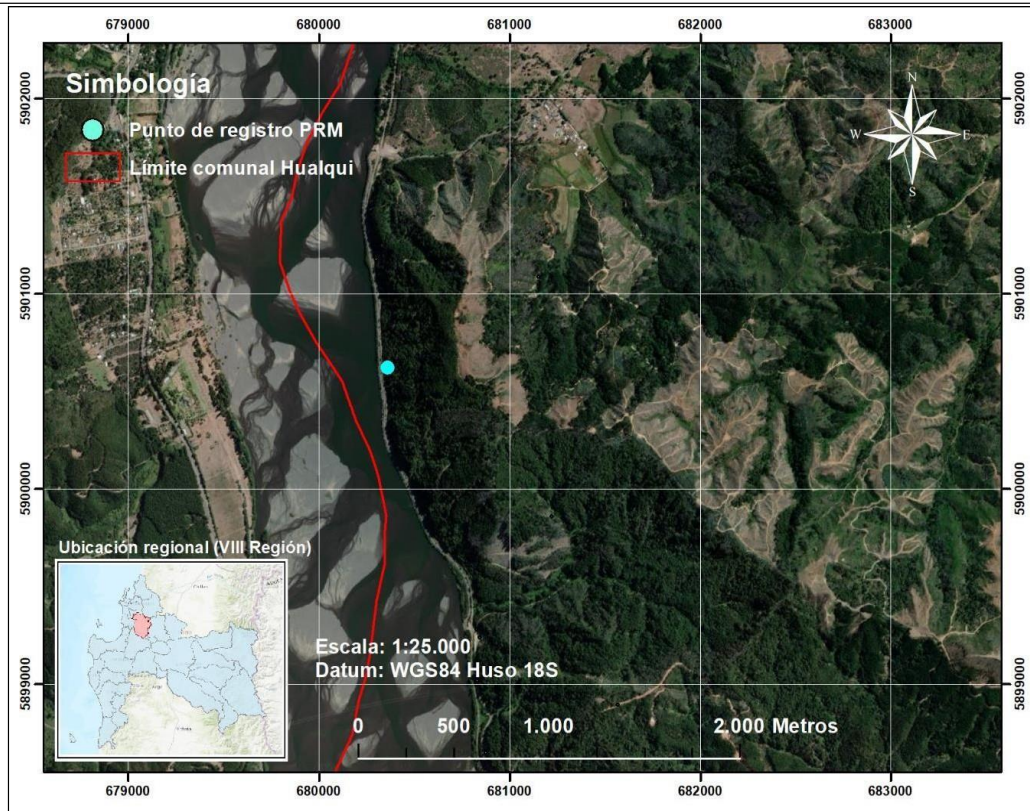 679000 680000 681000 682000 683000
5902000 5902000
Simbología
Punto de registro PRM
Límite comunal Hualqui
N
W E
S
5901000 5901000
5900000 5900000
Ubicación regional (VIII Región)
Escala: 1:25.000
Datum: WGS84 Huso 18S
5899000 5899000
0 500 1.000 2.000 Metros
679000 680000 681000 682000 683000